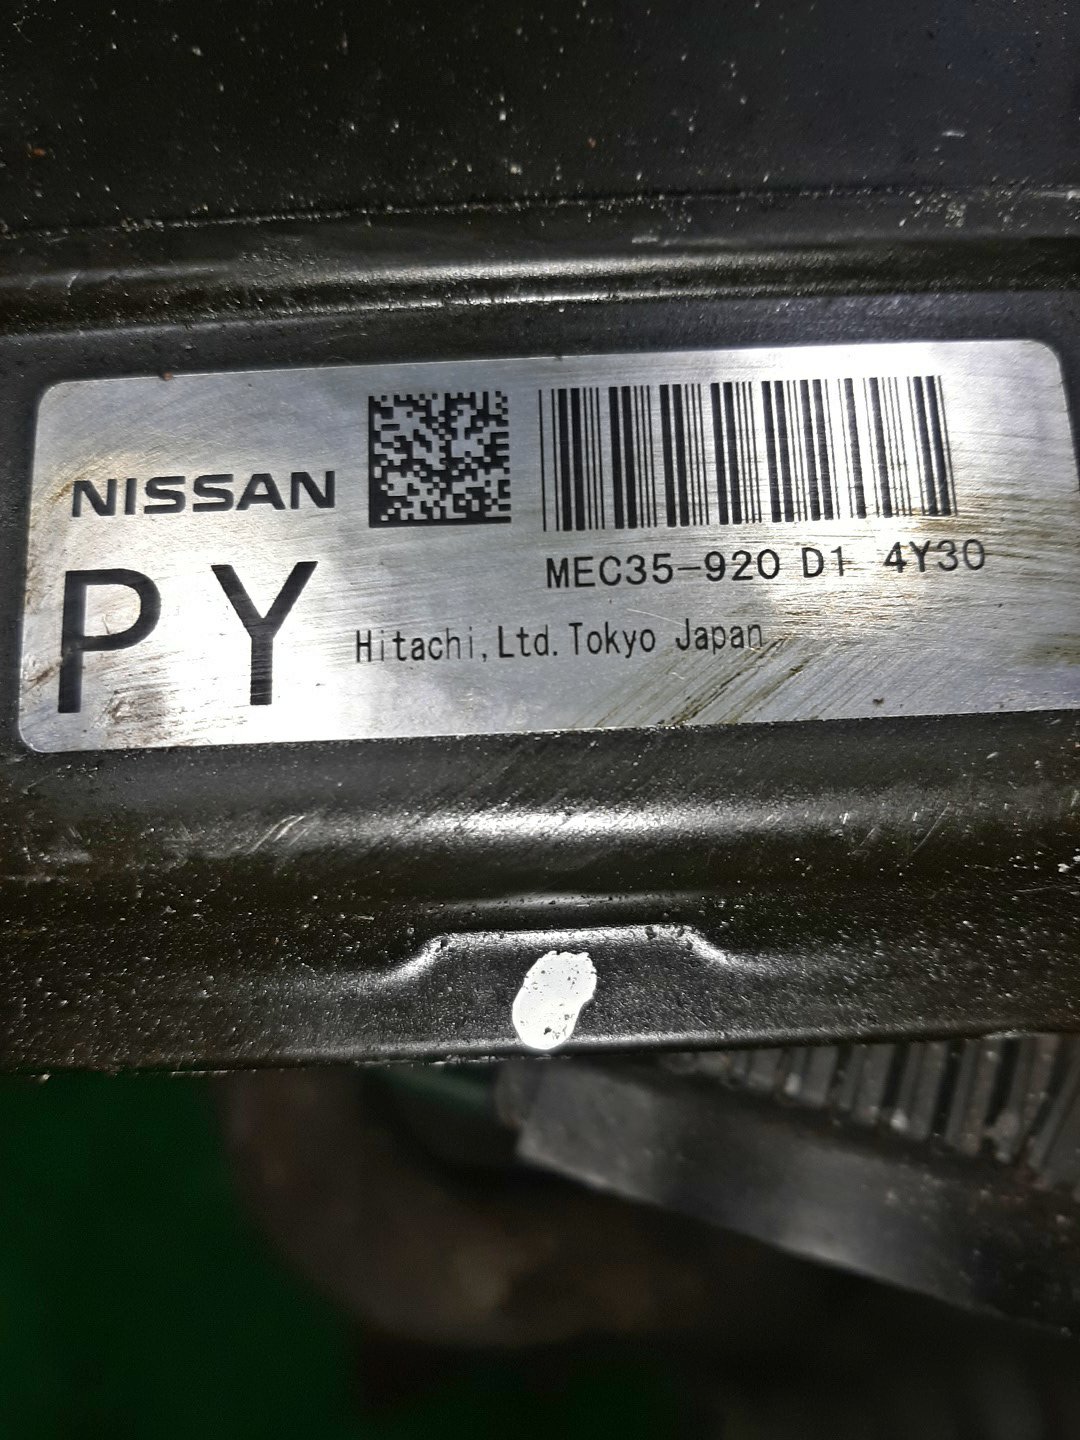 NISSAN
MEC35-920 D1 4Y30
PY
Hitachi,Ltd.Tokyo Japan